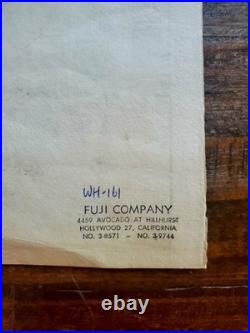 WH-161
FUJI COMPANY
4459 AVOCADO AT HILLHURST
HOLLYWOOD 27, CALIFORNIA
NO. 3-8571 — NO. 3-9744